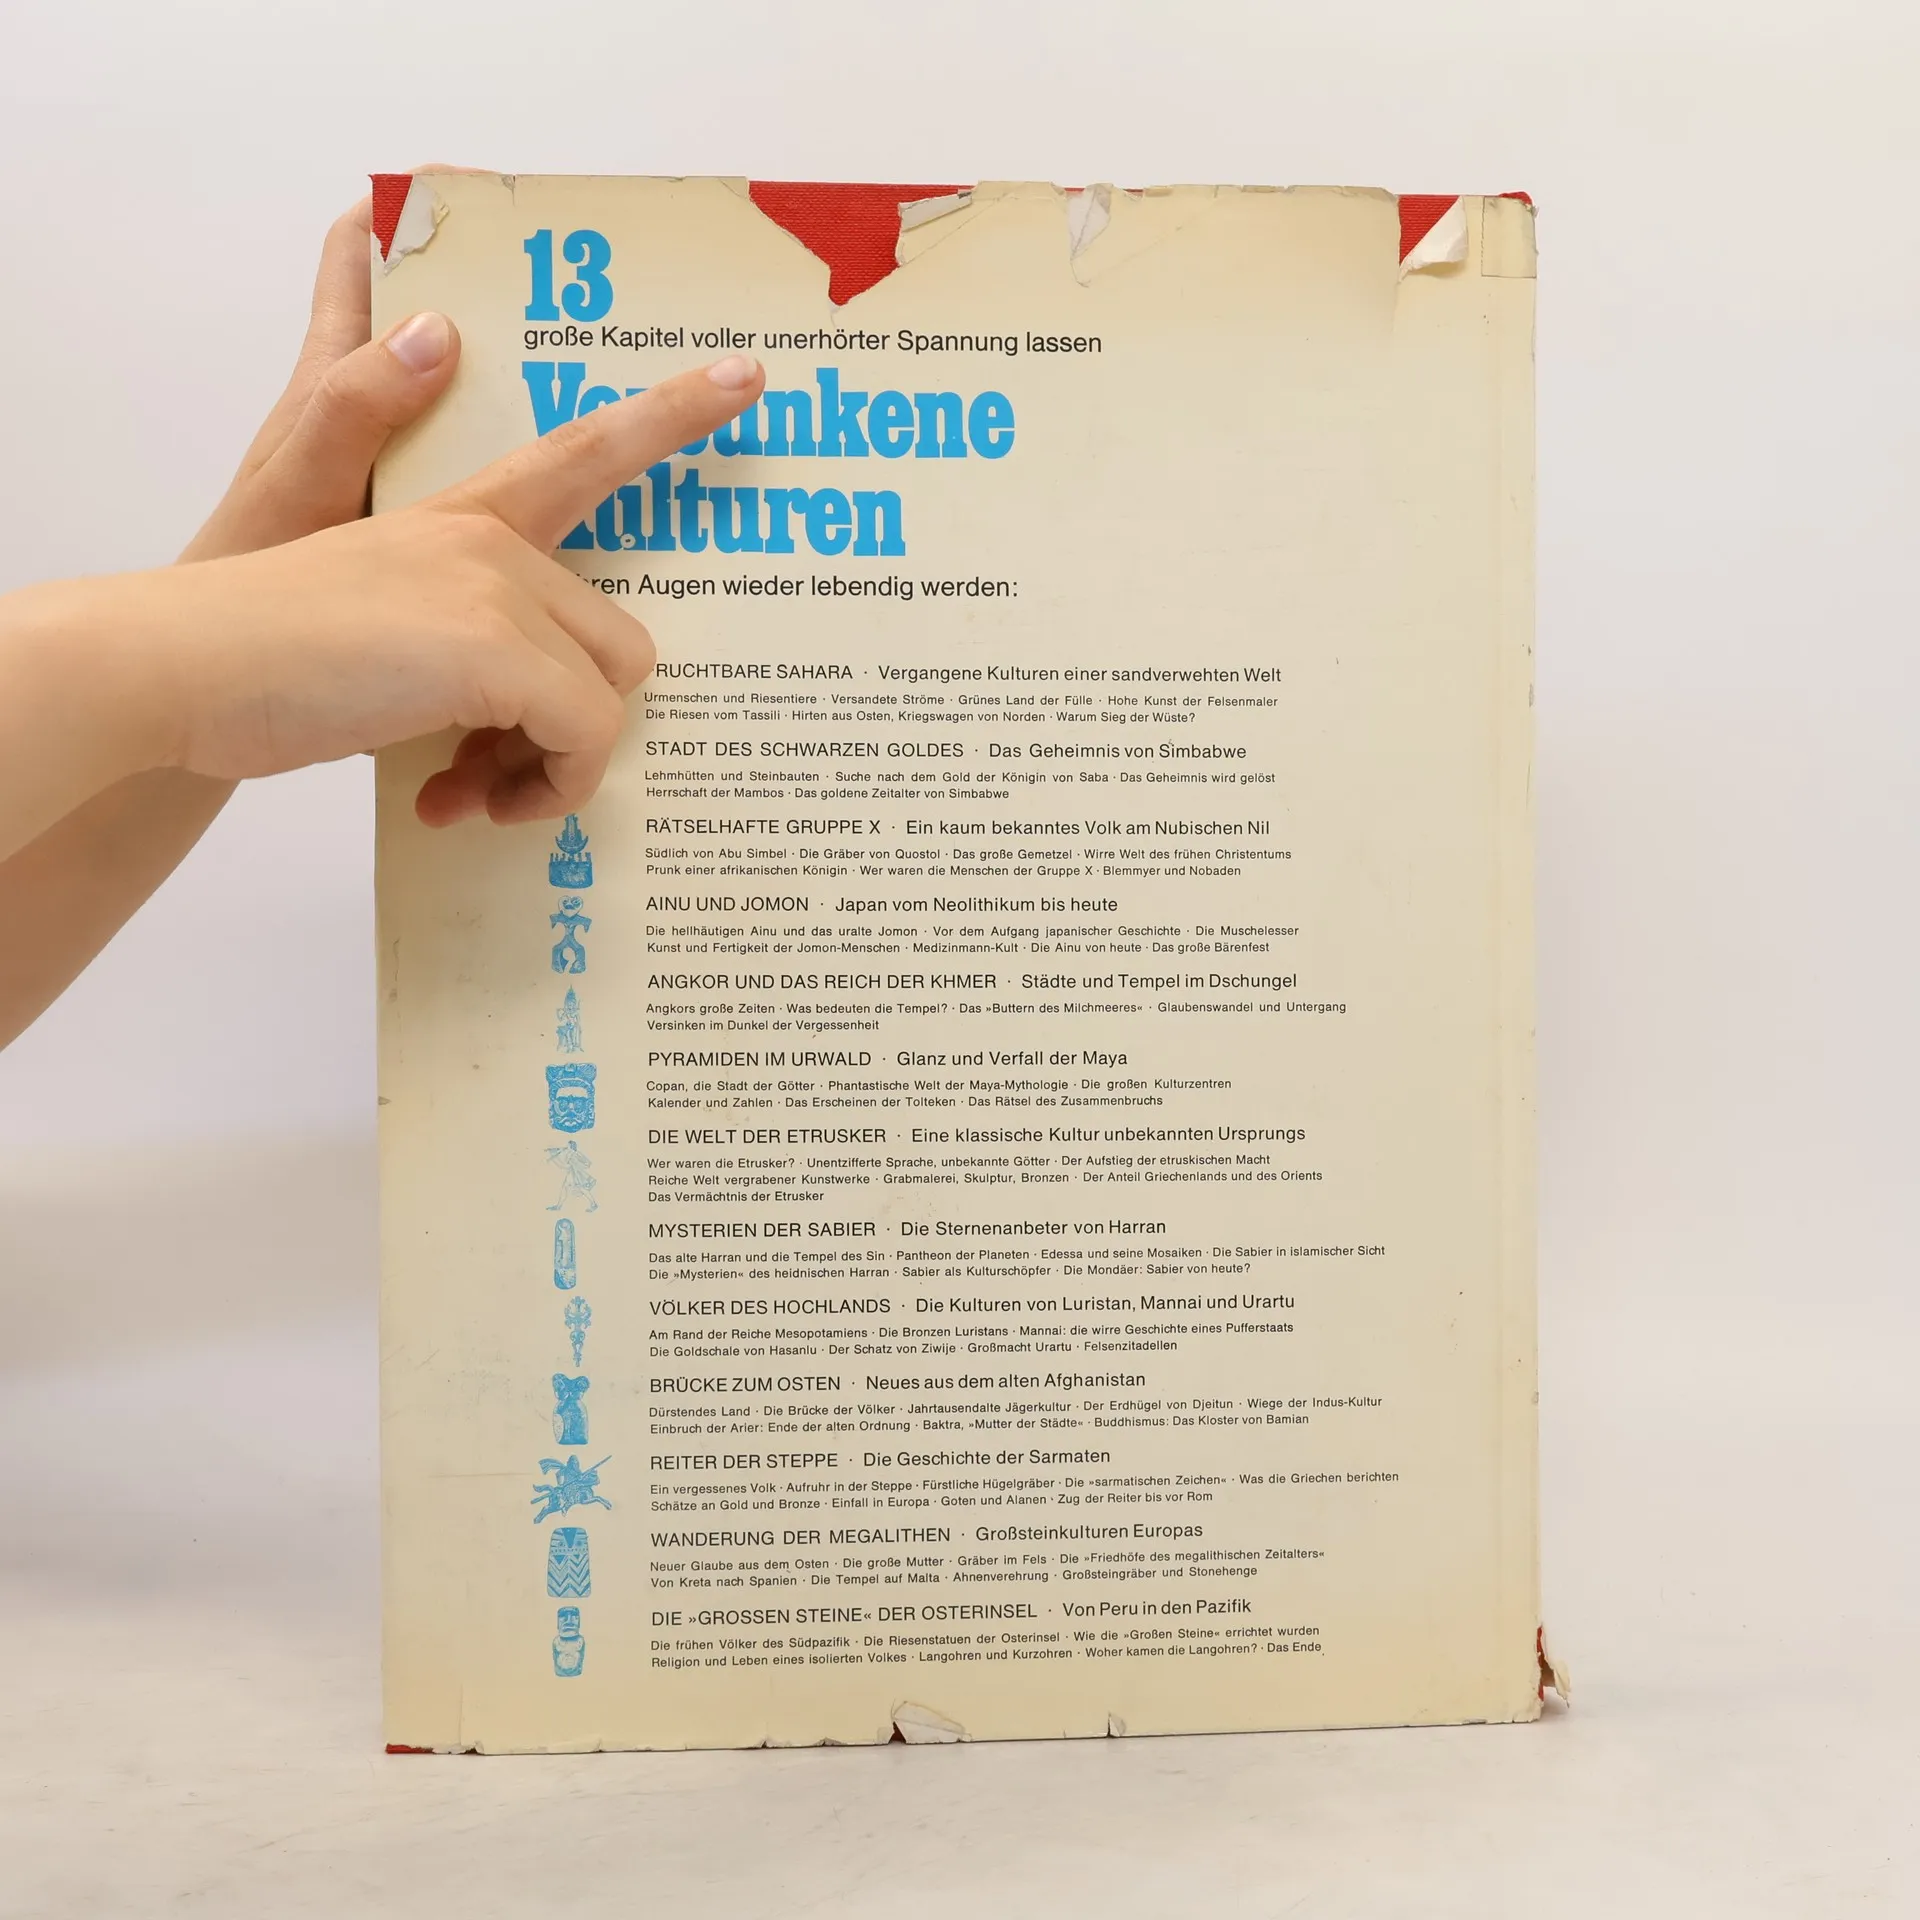 13
große Kapitel voller unerhörter Spannung lassen
Kulturen
Augen wieder lebendig werden:
FRUCHTBARE SAHARA · Vergangene Kulturen einer sandverwehten Welt
Urmenschen und Riesentiere · Versandete Ströme · Grünes Land der Fülle · Hohe Kunst der Felsenmaler
Die Riesen vom Tassili · Hirten aus Osten, Kriegswagen von Norden · Warum Sieg der Wüste?
STADT DES SCHWARZEN GOLDES · Das Geheimnis von Simbabwe
Lehmhütten und Steinbauten · Suche nach dem Gold der Königin von Saba · Das Geheimnis wird gelöst
Herrschaft der Mambos · Das goldene Zeitalter von Simbabwe
RÄTSELHAFTE GRUPPE X · Ein kaum bekanntes Volk am Nubischen Nil
Südlich von Abu Simbel · Die Gräber von Quostol · Das große Gemetzel · Wirre Welt des frühen Christentums
Prunk einer afrikanischen Königin · Wer waren die Menschen der Gruppe X · Blemmyer und Nobaden
AINU UND JOMON · Japan vom Neolithikum bis heute
Die hellhäutigen Ainu und das uralte Jomon · Vor dem Aufgang japanischer Geschichte · Die Muschelesser
Kunst und Fertigkeit der Jomon-Menschen · Medizinmann-Kult · Die Ainu von heute · Das große Bärenfest
ANGKOR UND DAS REICH DER KHMER · Städte und Tempel im Dschungel
Angkors große Zeiten · Was bedeuten die Tempel? · Das »Buttern des Milchmeeres« · Glaubenswandel und Untergang
Versinken im Dunkel der Vergessenheit
PYRAMIDEN IM URWALD · Glanz und Verfall der Maya
Copan, die Stadt der Götter · Phantastische Welt der Maya-Mythologie · Die großen Kulturzentren
Kalender und Zahlen · Das Erscheinen der Tolteken · Das Rätsel des Zusammenbruchs
DIE WELT DER ETRUSKER · Eine klassische Kultur unbekannten Ursprungs
Wer waren die Etrusker? · Unentzifferte Sprache, unbekannte Götter · Der Aufstieg der etruskischen Macht
Reiche Welt vergrabener Kunstwerke · Grabmalerei, Skulptur, Bronzen · Der Anteil Griechenlands und des Orients
Das Vermächtnis der Etrusker
MYSTERIEN DER SABIER · Die Sternenanbeter von Harran
Das alte Harran und die Tempel des Sin · Pantheon der Planeten · Edessa und seine Mosaiken · Die Sabier in islamischer Sicht
Die »Mysterien« des heidnischen Harran · Sabier als Kulturschöpfer · Die Mondäer: Sabier von heute?
VÖLKER DES HOCHLANDS · Die Kulturen von Luristan, Mannai und Urartu
Am Rand der Reiche Mesopotamiens · Die Bronzen Luristans · Mannai: die wirre Geschichte eines Pufferstaats
Die Goldschale von Hasanlu · Der Schatz von Ziwije · Großmacht Urartu · Felsenzitadellen
BRÜCKE ZUM OSTEN · Neues aus dem alten Afghanistan
Dürstendes Land · Die Brücke der Völker · Jahrtausendalte Jägerkultur · Der Erdhügel von Djeitun · Wiege der Indus-Kultur
Einbruch der Arier: Ende der alten Ordnung · Baktra, »Mutter der Städte« · Buddhismus: Das Kloster von Bamian
REITER DER STEPPE · Die Geschichte der Sarmaten
Ein vergessenes Volk · Aufruhr in der Steppe · Fürstliche Hügelgräber · Die »sarmatischen Zeichen« · Was die Griechen berichten
Schätze an Gold und Bronze · Einfall in Europa · Goten und Alanen · Zug der Reiter bis vor Rom
WANDERUNG DER MEGALITHEN · Großsteinkulturen Europas
Neuer Glaube aus dem Osten · Die große Mutter · Gräber im Fels · Die »Friedhöfe des megalithischen Zeitalters«
Von Kreta nach Spanien · Die Tempel auf Malta · Ahnenverehrung · Großsteingräber und Stonehenge
DIE »GROSSEN STEINE« DER OSTERINSEL · Von Peru in den Pazifik
Die frühen Völker des Südpazifik · Die Riesenstatuen der Osterinsel · Wie die »Großen Steine« errichtet wurden
Religion und Leben eines isolierten Volkes · Langohren und Kurzohren · Woher kamen die Langohren? · Das Ende